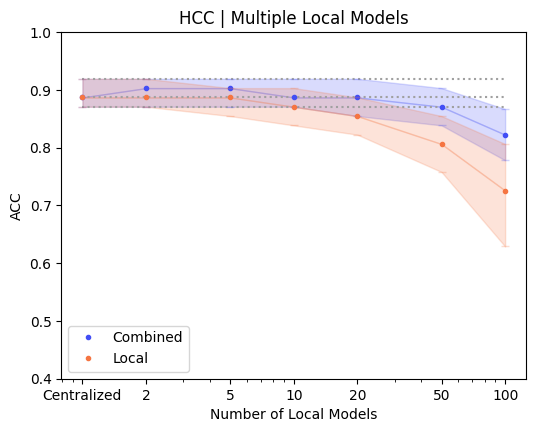 HCC | Multiple Local Models
1.0
0.9
0.8
0.7
0.6
0.5
0.4
ACC
Combined
Local
Centralized 2 5 10 20 50 100
Number of Local Models